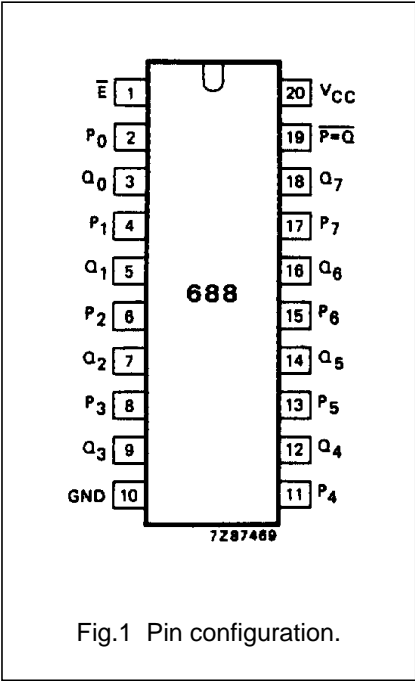 E̅ 1 20 VCC
P0 2 19 P̅=̅Q̅
Q0 3 18 Q7
P1 4 17 P7
Q1 5 16 Q6
688
P2 6 15 P6
Q2 7 14 Q5
P3 8 13 P5
Q3 9 12 Q4
GND 10 11 P4
7Z87469
Fig.1 Pin configuration.